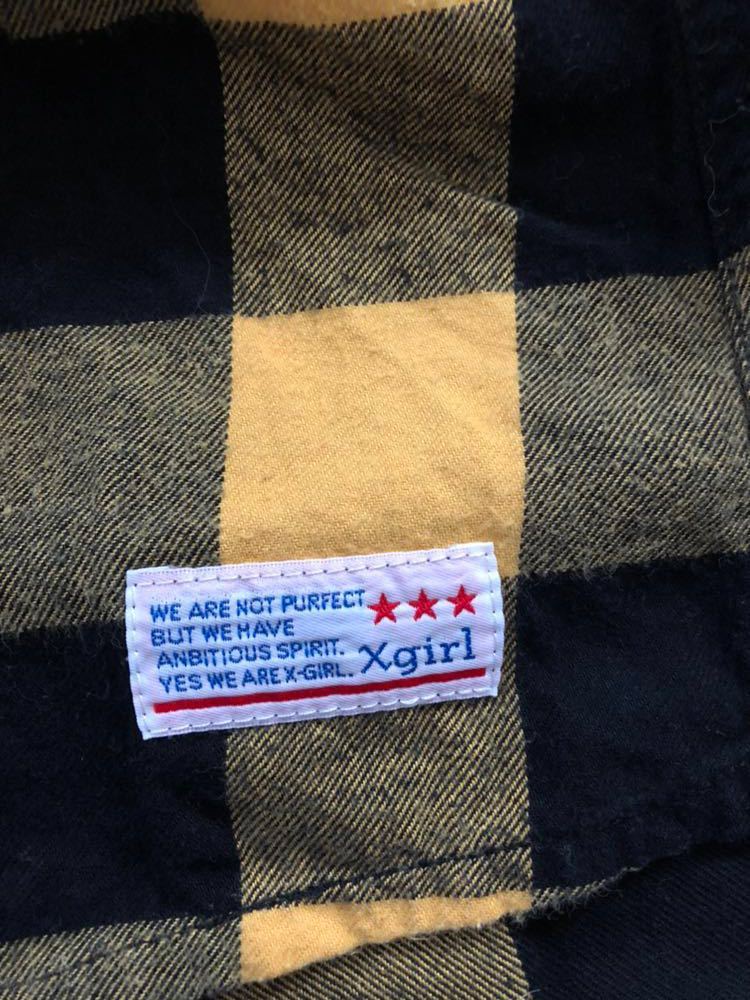 WE ARE NOT PURFECT
BUT WE HAVE
ANBITIOUS SPIRIT.
YES WE ARE X-GIRL.
Xgirl